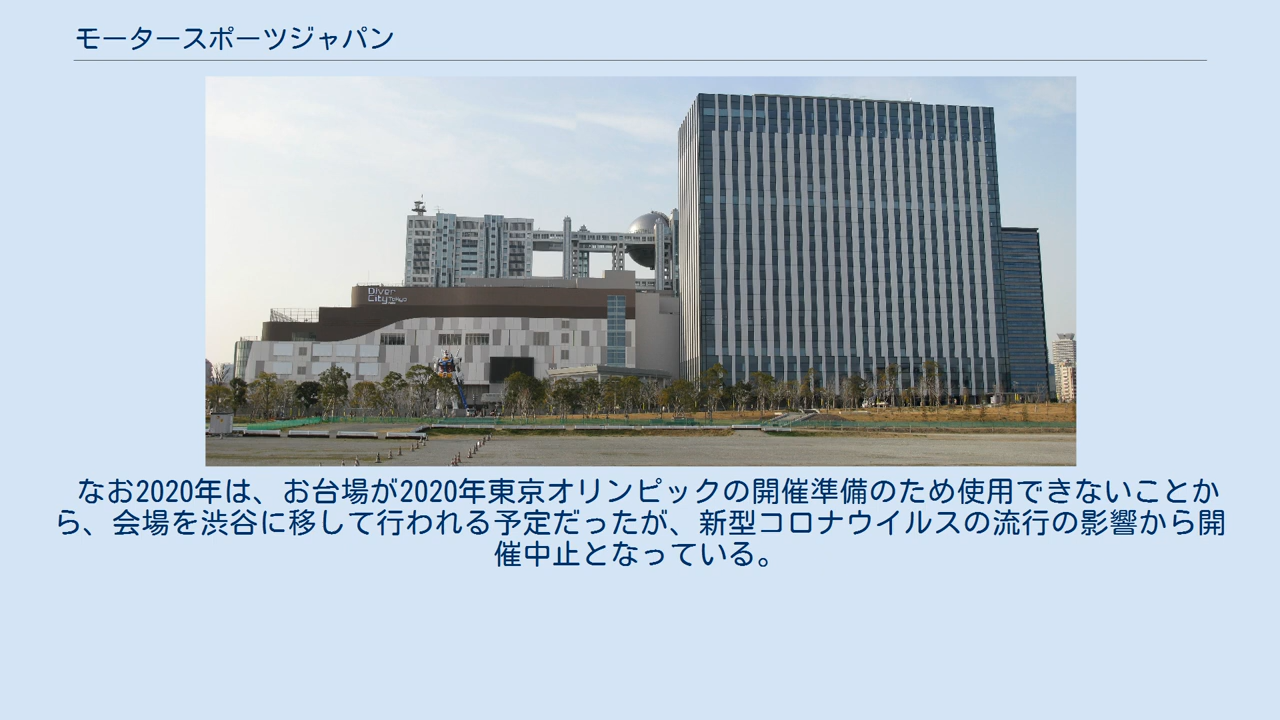 モータースポーツジャパン
Diver
City TOKYO
なお2020年は、お台場が2020年東京オリンピックの開催準備のため使用できないことか
ら、会場を渋谷に移して行われる予定だったが、新型コロナウイルスの流行の影響から開
催中止となっている。